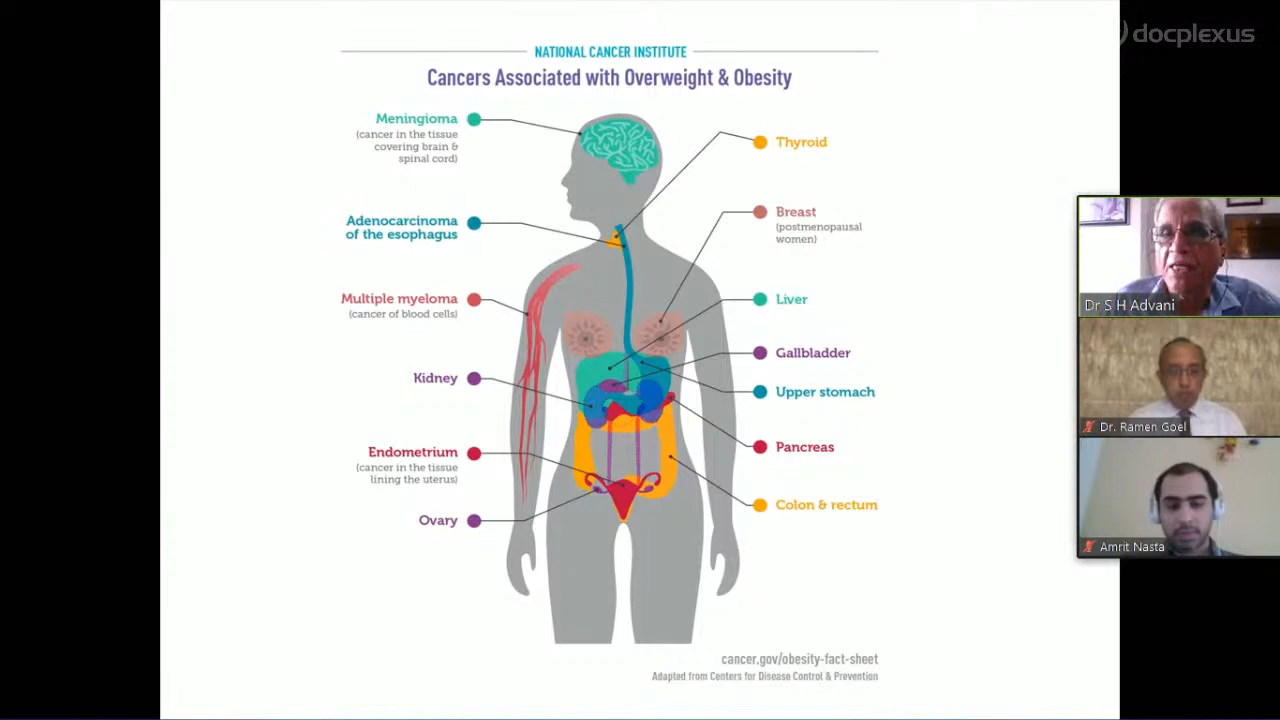 docplexus
NATIONAL CANCER INSTITUTE
Cancers Associated with Overweight & Obesity
Meningioma
(cancer in the tissue
covering brain &
spinal cord)
Adenocarcinoma
of the esophagus
Multiple myeloma
(cancer of blood cells)
Kidney
Endometrium
(cancer in the tissue
lining the uterus)
Ovary
Thyroid
Breast
(postmenopausal
women)
Liver
Gallbladder
Upper stomach
Pancreas
Colon & rectum
cancer.gov/obesity-fact-sheet
Adapted from Centers for Disease Control & Prevention
Dr S H Advani
Dr. Ramen Goel
Amrit Nasta